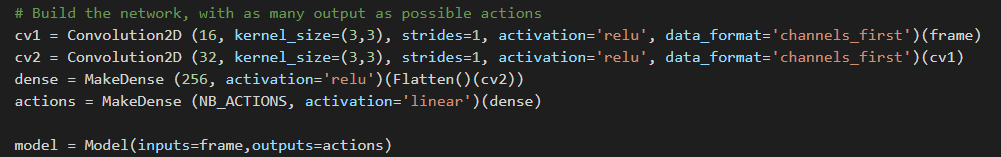 # Build the network, with as many output as possible actions
cv1 = Convolution2D (16, kernel_size=(3,3), strides=1, activation='relu', data_format='channels_first')(frame)
cv2 = Convolution2D (32, kernel_size=(3,3), strides=1, activation='relu', data_format='channels_first')(cv1)
dense = MakeDense (256, activation='relu')(Flatten()(cv2))
actions = MakeDense (NB_ACTIONS, activation='linear')(dense)
model = Model(inputs=frame,outputs=actions)